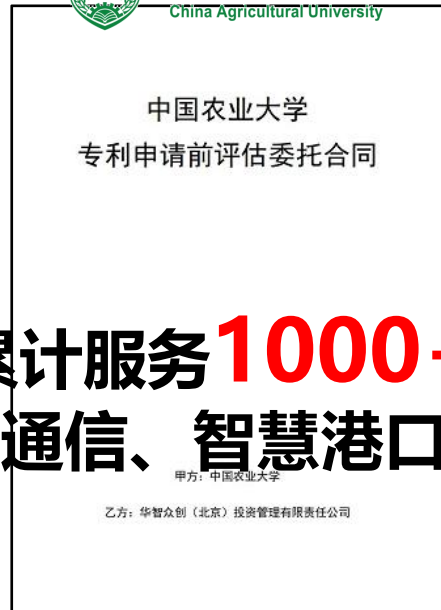 China Agricultural University
中国农业大学
专利申请前评估委托合同
累计服务1000+
通信、智慧港口
甲方：中国农业大学
乙方：华智众创（北京）投资管理有限责任公司